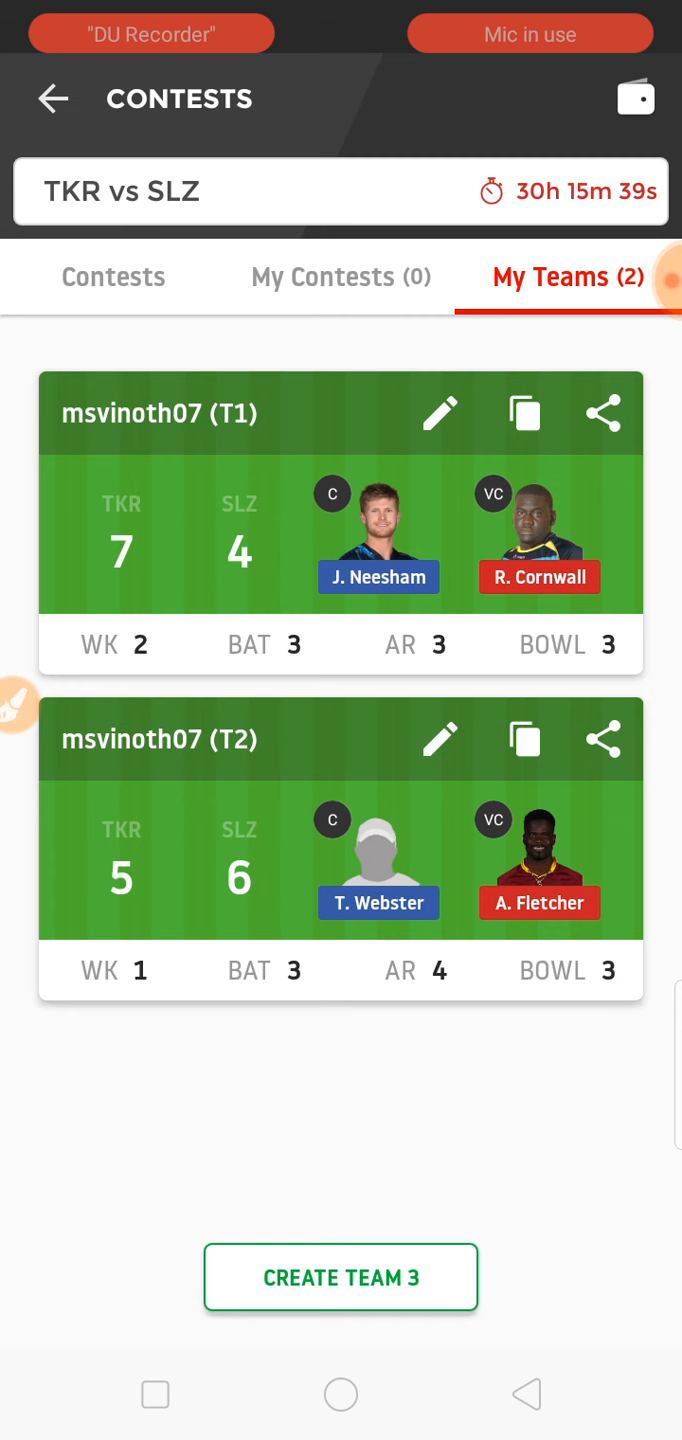 "DU Recorder" Mic in use
CONTESTS
TKR vs SLZ 30h 15m 39s
Contests My Contests (0) My Teams (2)
msvinoth07 (T1)
TKR SLZ C VC
7 4
J. Neesham R. Cornwall
WK 2 BAT 3 AR 3 BOWL 3
msvinoth07 (T2)
TKR SLZ C VC
5 6
T. Webster A. Fletcher
WK 1 BAT 3 AR 4 BOWL 3
CREATE TEAM 3